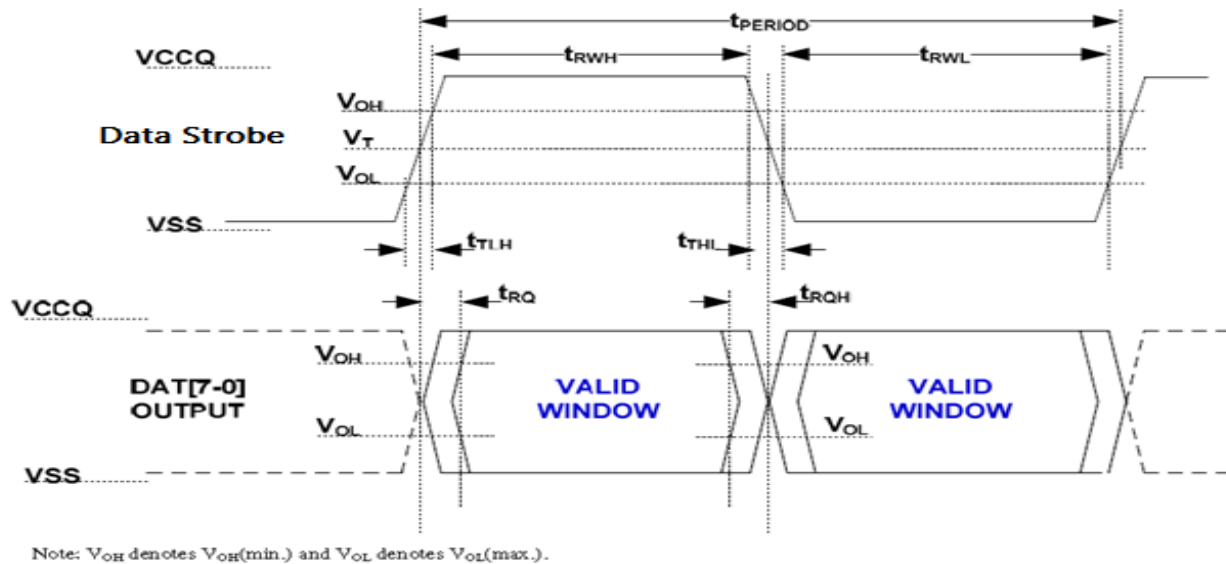 tPERIOD
VCCQ
tRWH
tRWL
VOH
Data Strobe
VT
VOL
VSS
tTLH
tTHL
tRQ
tRQH
VCCQ
VOH
VOH
DAT[7-0]
OUTPUT
VALID
WINDOW
VALID
WINDOW
VOL
VOL
VSS
Note: VOH denotes VOH(min.) and VOL denotes VOL(max.).